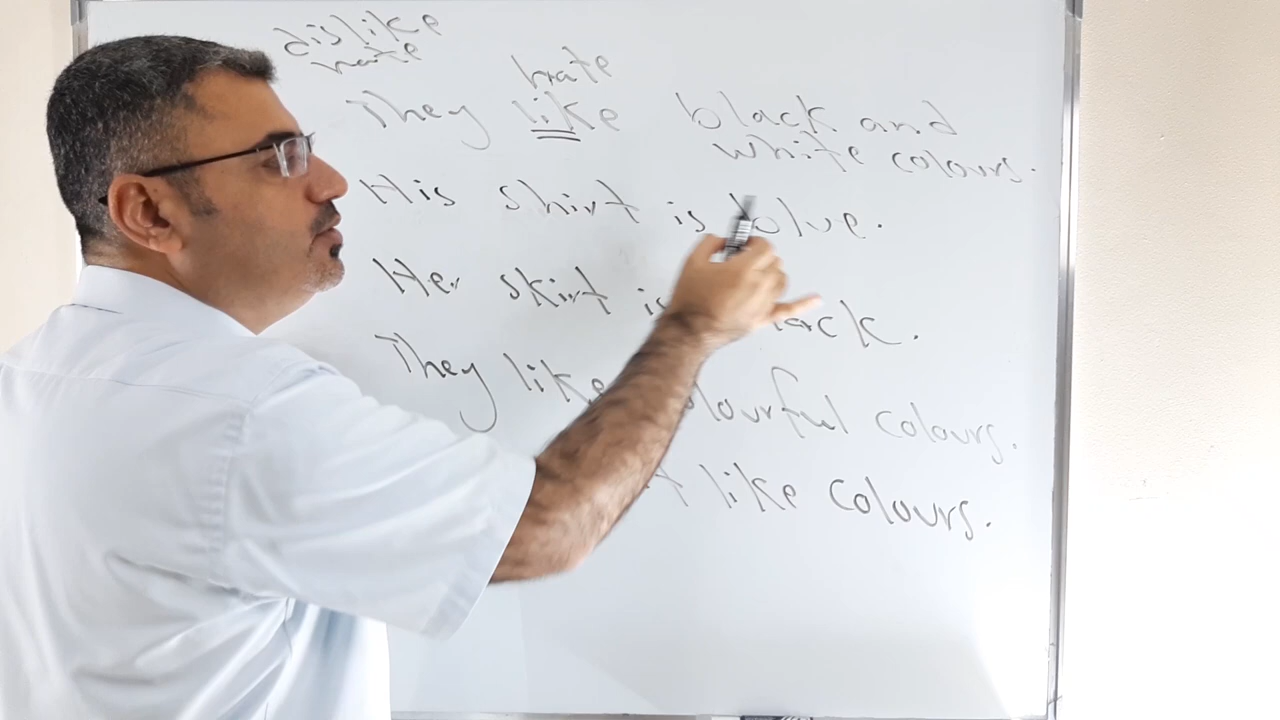 dislike
hate
hate
They like black and
white colours.
His shirt is blue.
Her skirt is
They like colourful colours.
like colours.